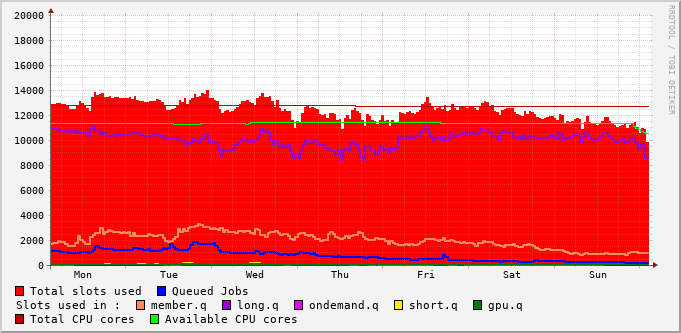 20000
18000
16000
14000
12000
10000
8000
6000
4000
2000
0
Mon Tue Wed Thu Fri Sat Sun
RRDTOOL / TOBI OETIKER
Total slots used Queued Jobs
Slots used in : member.q long.q ondemand.q short.q gpu.q
Total CPU cores Available CPU cores